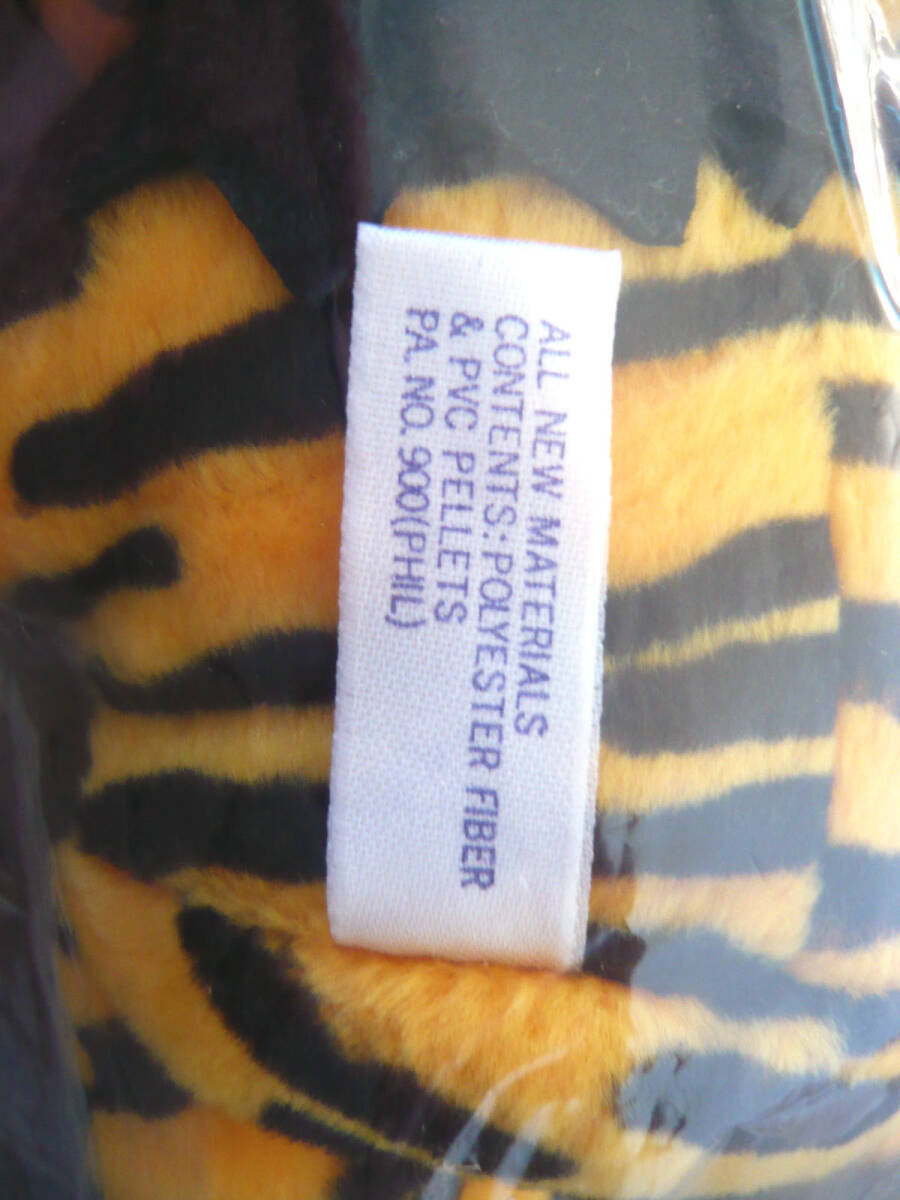 ALL NEW MATERIALS
CONTENTS: POLYESTER FIBER
& PVC PELLETS
PA. NO. 900(PHIL)